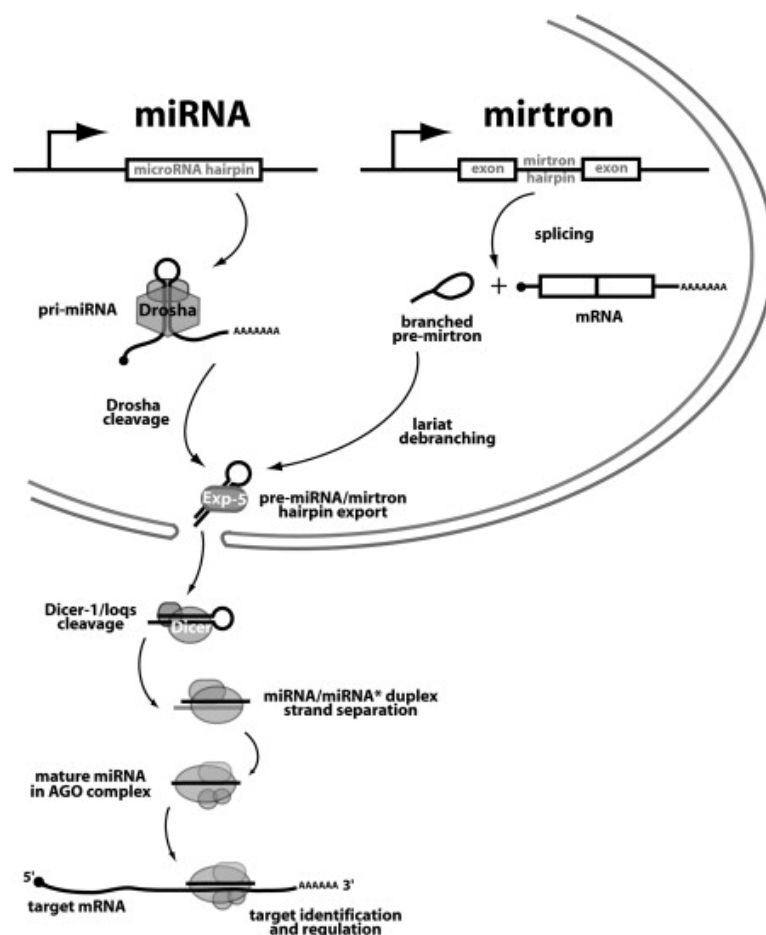 miRNA
mirtron
microRNA hairpin
exon
mirtron
hairpin
exon
splicing
pri-miRNA
Drosha
AAAAAAA
branched
pre-mirtron
+
mRNA
AAAAAAA
Drosha
cleavage
lariat
debranching
Exp-5
pre-miRNA/mirtron
hairpin export
Dicer-1/loqs
cleavage
Dicer
miRNA/miRNA* duplex
strand separation
mature miRNA
in AGO complex
5'
AAAAAA 3'
target mRNA
target identification
and regulation